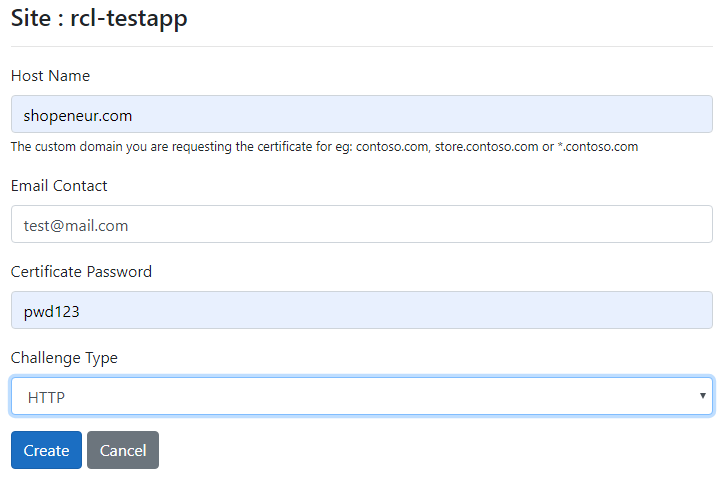 Site : rcl-testapp
Host Name
shopeneur.com
The custom domain you are requesting the certificate for eg: contoso.com, store.contoso.com or *.contoso.com
Email Contact
test@mail.com
Certificate Password
pwd123
Challenge Type
HTTP
Create Cancel